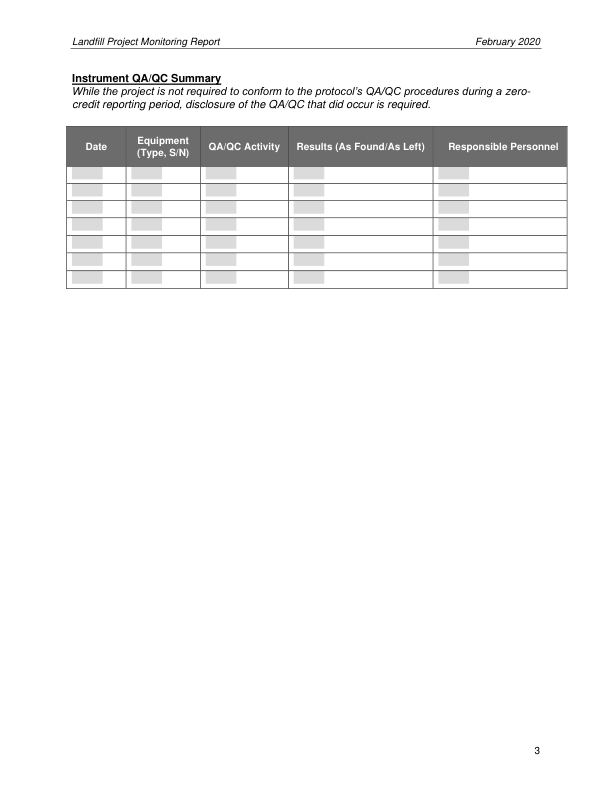 Landfill Project Monitoring Report February 2020
Instrument QA/QC Summary
While the project is not required to conform to the protocol's QA/QC procedures during a zero-
credit reporting period, disclosure of the QA/QC that did occur is required.
Date Equipment (Type, S/N) QA/QC Activity Results (As Found/As Left) Responsible Personnel
3